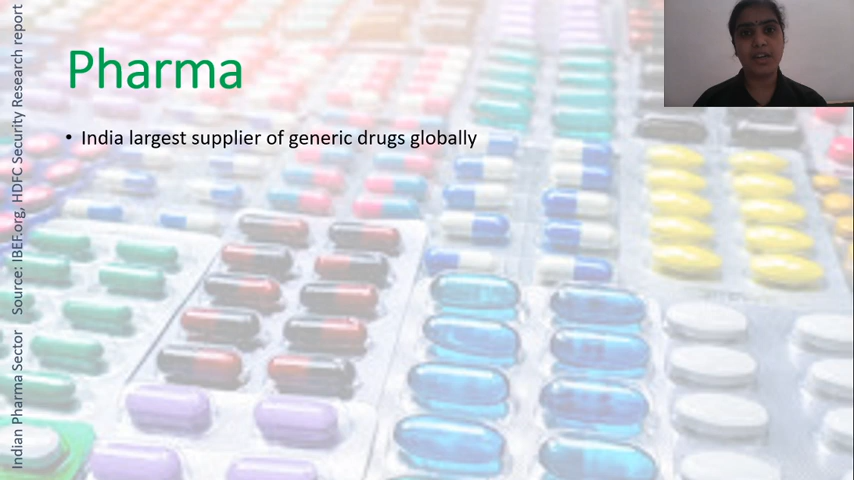 Pharma
• India largest supplier of generic drugs globally
Indian Pharma Sector Source: IBEF.org, HDFC Security Research report